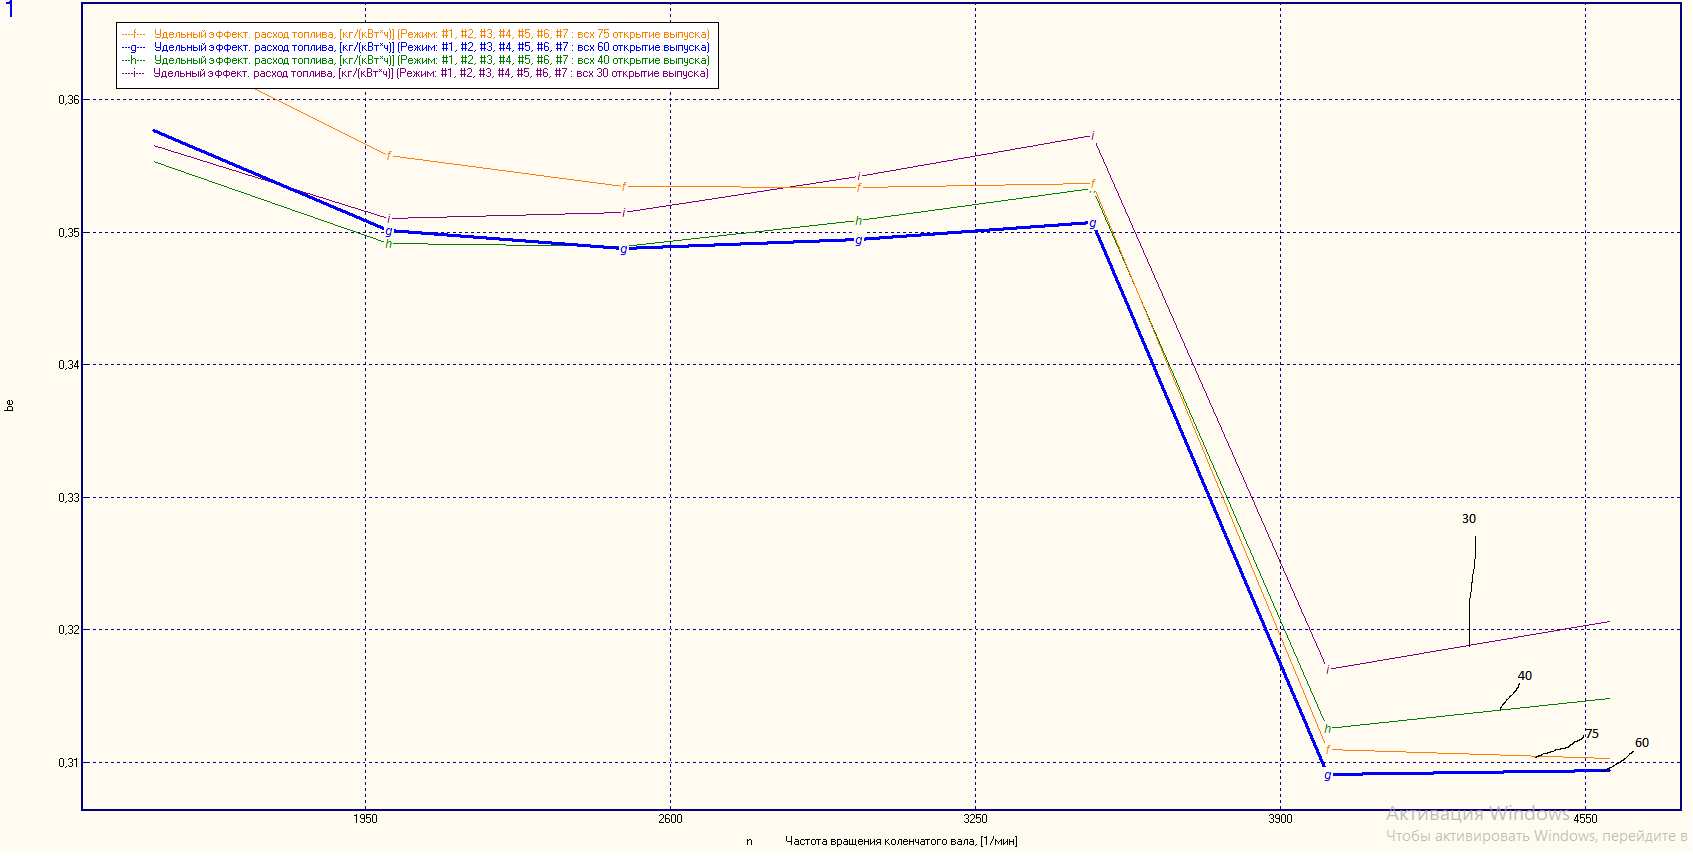 1
---f--- Удельный эффект. расход топлива, [кг/(кВт*ч)] (Режим: #1, #2, #3, #4, #5, #6, #7 : всх 75 открытие выпуска)
---g--- Удельный эффект. расход топлива, [кг/(кВт*ч)] (Режим: #1, #2, #3, #4, #5, #6, #7 : всх 60 открытие выпуска)
---h--- Удельный эффект. расход топлива, [кг/(кВт*ч)] (Режим: #1, #2, #3, #4, #5, #6, #7 : всх 40 открытие выпуска)
---i--- Удельный эффект. расход топлива, [кг/(кВт*ч)] (Режим: #1, #2, #3, #4, #5, #6, #7 : всх 30 открытие выпуска)
0,36
i
f
i
f
f
i
f
i
h
g
0,35
g
h
g
g
0,34
be
0,33
30
0,32
i
40
h
75
60
f
0,31
g
1950
2600
3250
3900
4550
n Частота вращения коленчатого вала, [1/мин]
Активация Windows
Чтобы активировать Windows, перейдите в